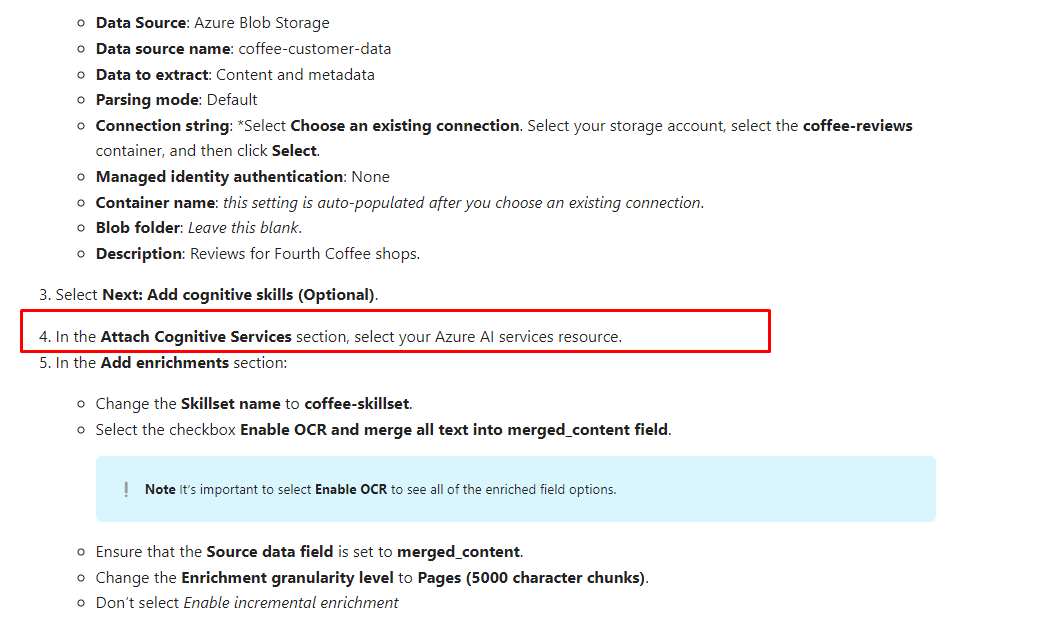 Data Source: Azure Blob Storage
Data source name: coffee-customer-data
Data to extract: Content and metadata
Parsing mode: Default
Connection string: *Select Choose an existing connection. Select your storage account, select the coffee-reviews
container, and then click Select.
Managed identity authentication: None
Container name: this setting is auto-populated after you choose an existing connection.
Blob folder: Leave this blank.
Description: Reviews for Fourth Coffee shops.
3. Select Next: Add cognitive skills (Optional).
4. In the Attach Cognitive Services section, select your Azure AI services resource.
5. In the Add enrichments section:
Change the Skillset name to coffee-skillset.
Select the checkbox Enable OCR and merge all text into merged_content field.
! Note It's important to select Enable OCR to see all of the enriched field options.
Ensure that the Source data field is set to merged_content.
Change the Enrichment granularity level to Pages (5000 character chunks).
Don't select Enable incremental enrichment